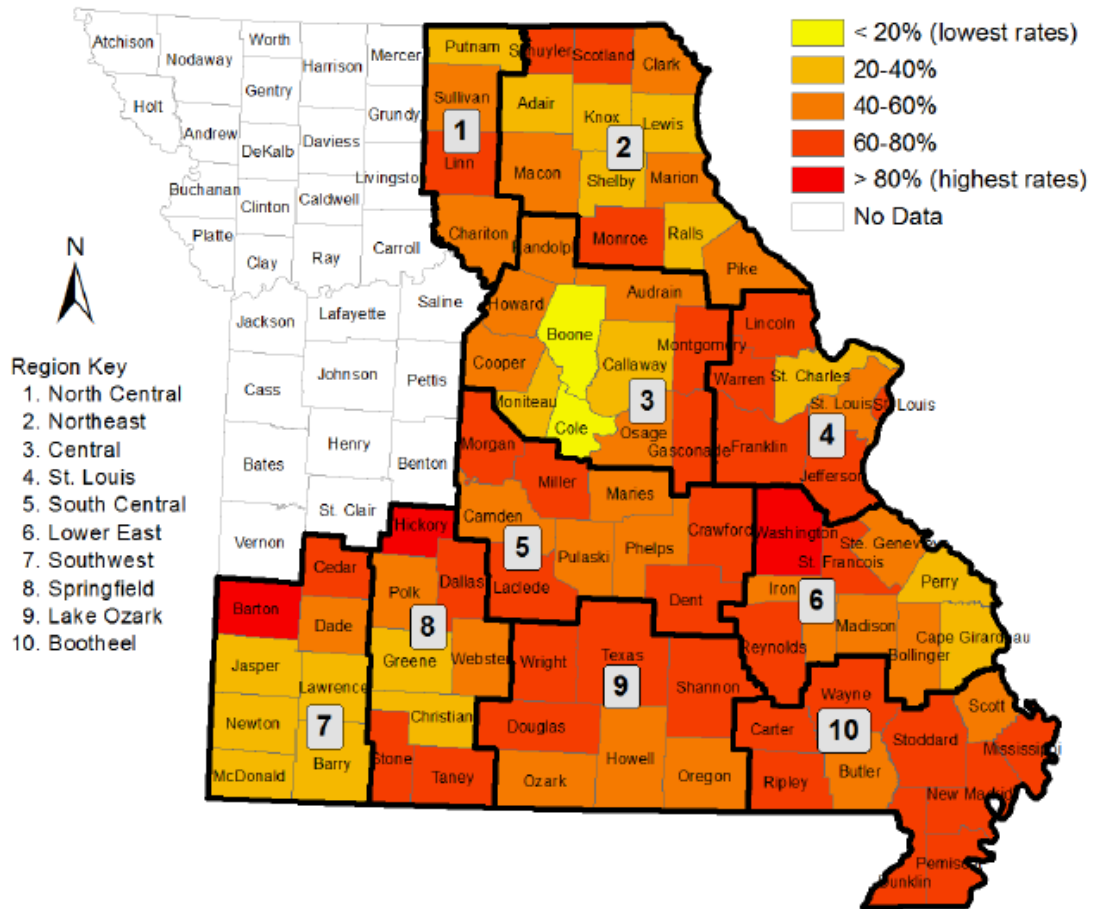 < 20% (lowest rates)
20-40%
40-60%
60-80%
> 80% (highest rates)
No Data
N
Region Key
1. North Central
2. Northeast
3. Central
4. St. Louis
5. South Central
6. Lower East
7. Southwest
8. Springfield
9. Lake Ozark
10. Bootheel
Atchison
Nodaway
Worth
Harrison
Mercer
Putnam
Schuyler
Scotland
Clark
Holt
Gentry
Grundy
Sullivan
Adair
Knox
Lewis
Andrew
DeKalb
Daviess
1
Linn
2
Macon
Shelby
Marion
Buchanan
Clinton
Caldwell
Livingston
Platte
Clay
Ray
Carroll
Chariton
Randolph
Monroe
Ralls
Pike
Saline
Howard
Audrain
Jackson
Lafayette
Boone
Montgomery
Lincoln
Cass
Johnson
Pettis
Cooper
Callaway
Warren
St. Charles
Moniteau
3
St. Louis
St. Louis
Cole
Osage
Gasconade
Franklin
4
Jefferson
Bates
Henry
Benton
Morgan
Miller
Maries
St. Clair
Vernon
Hickory
Camden
5
Pulaski
Phelps
Crawford
Washington
Ste. Genevieve
St. Francois
Cedar
Polk
Dallas
Laclede
Dent
Iron
6
Perry
Barton
Dade
8
Reynolds
Madison
Bollinger
Cape Girardeau
Jasper
Greene
Webster
Wright
Texas
Shannon
Lawrence
9
Wayne
Scott
Newton
7
Christian
Douglas
Carter
10
Stoddard
Mississippi
McDonald
Barry
Stone
Taney
Ozark
Howell
Oregon
Ripley
Butler
New Madrid
Pemiscot
Dunklin